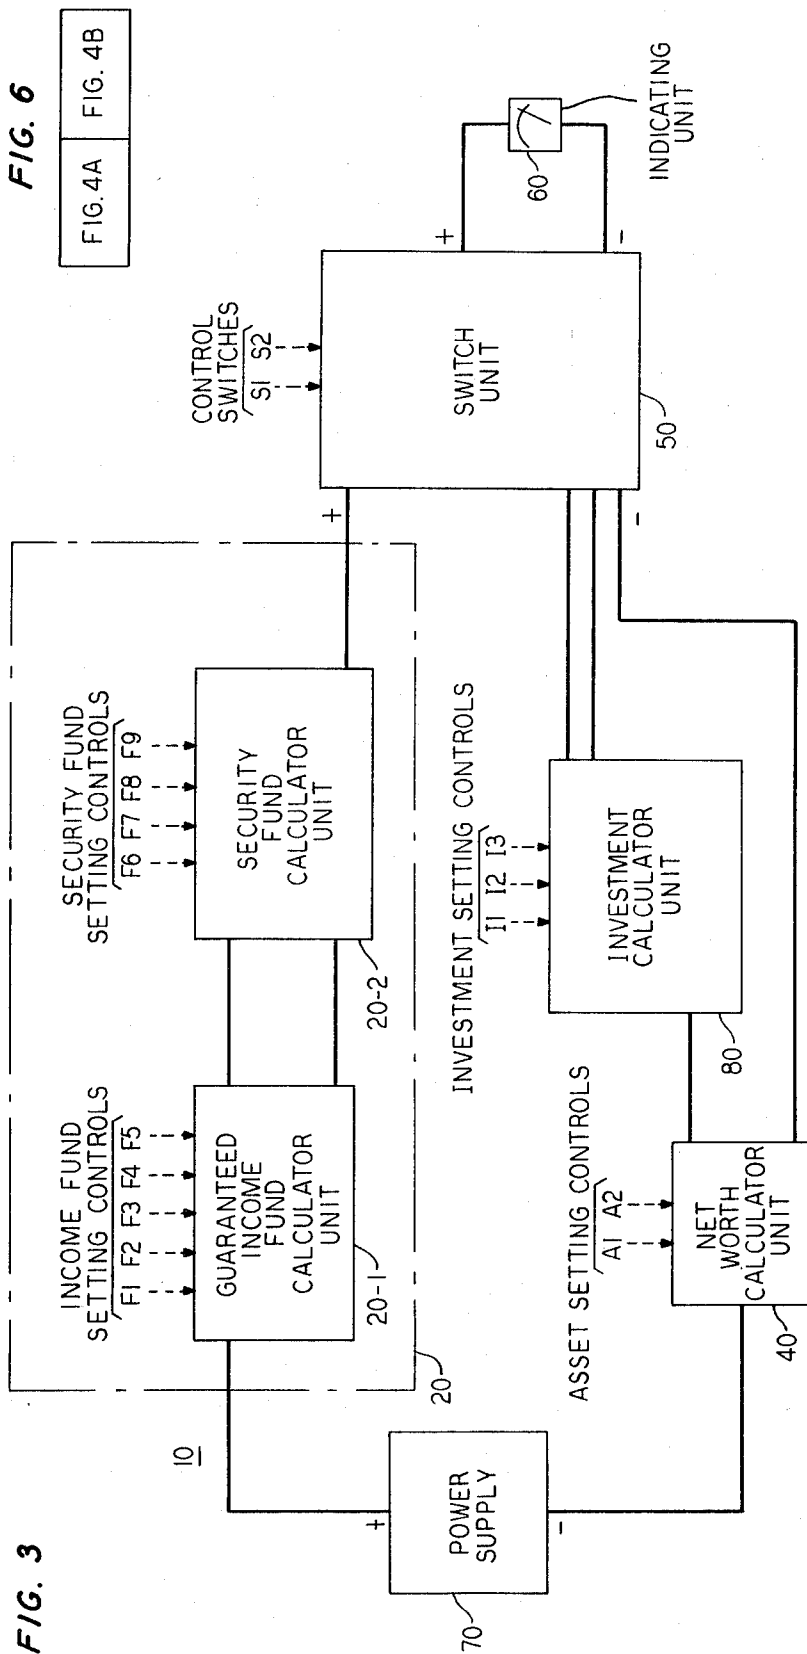 FIG. 3
FIG. 6
FIG. 4A
FIG. 4B
10
INCOME FUND
SETTING CONTROLS
F1 F2 F3 F4 F5
GUARANTEED
INCOME
FUND
CALCULATOR
UNIT
20-1
20
SECURITY FUND
SETTING CONTROLS
F6 F7 F8 F9
SECURITY
FUND
CALCULATOR
UNIT
20-2
CONTROL
SWITCHES
S1 S2
+
-
SWITCH
UNIT
50
+
-
60
INDICATING
UNIT
+
-
POWER
SUPPLY
70
ASSET SETTING CONTROLS
A1 A2
NET
WORTH
CALCULATOR
UNIT
40
INVESTMENT SETTING CONTROLS
I1 I2 I3
INVESTMENT
CALCULATOR
UNIT
80